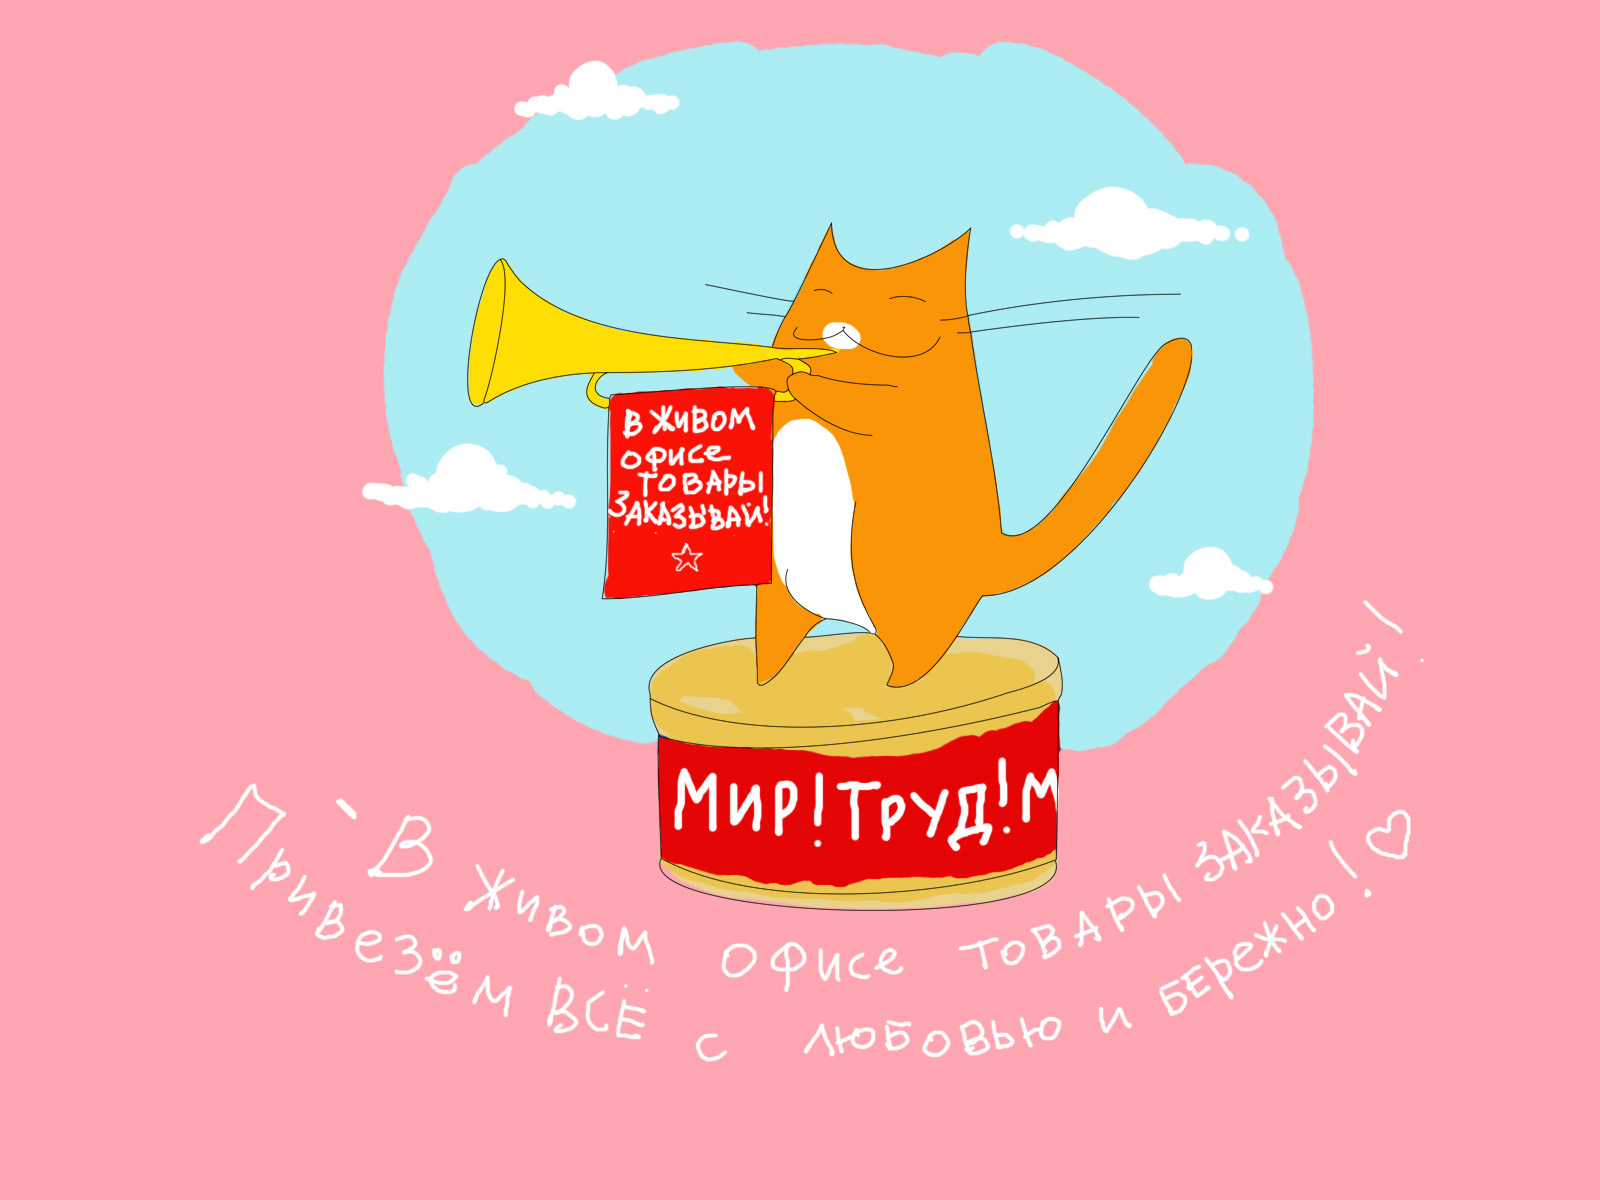 В ЖИВОМ
ОФИСЕ
ТОВАРЫ
ЗАКАЗЫВАЙ!
МИР! ТРУД! М
В ЖИВОМ ОФИСЕ ТОВАРЫ ЗАКАЗЫВАЙ!
ПРИВЕЗЁМ ВСЁ С ЛЮБОВЬЮ И БЕРЕЖНО!